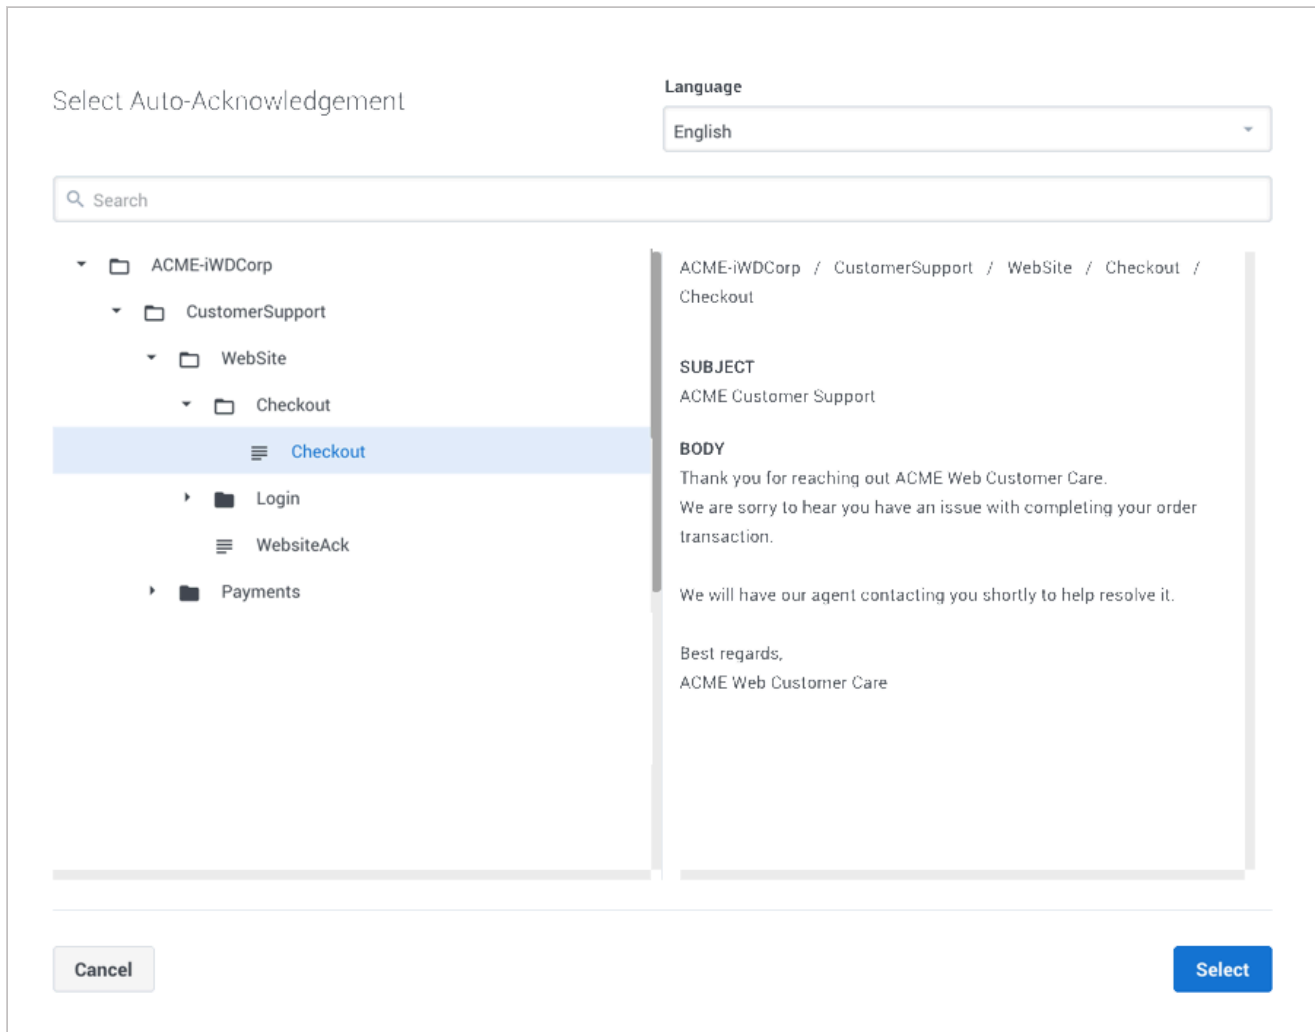 Select Auto-Acknowledgement
Language
English
Search
ACME-iWDCorp
CustomerSupport
WebSite
Checkout
Checkout
Login
WebsiteAck
Payments
ACME-iWDCorp / CustomerSupport / WebSite / Checkout /
Checkout
SUBJECT
ACME Customer Support
BODY
Thank you for reaching out ACME Web Customer Care.
We are sorry to hear you have an issue with completing your order
transaction.
We will have our agent contacting you shortly to help resolve it.
Best regards,
ACME Web Customer Care
Cancel
Select